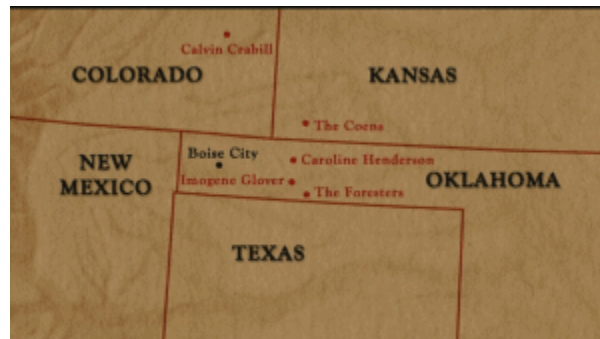 Calvin Crabill
COLORADO
KANSAS
The Coens
Boise City
NEW
MEXICO
Caroline Henderson
Imogene Glover
OKLAHOMA
The Foresters
TEXAS